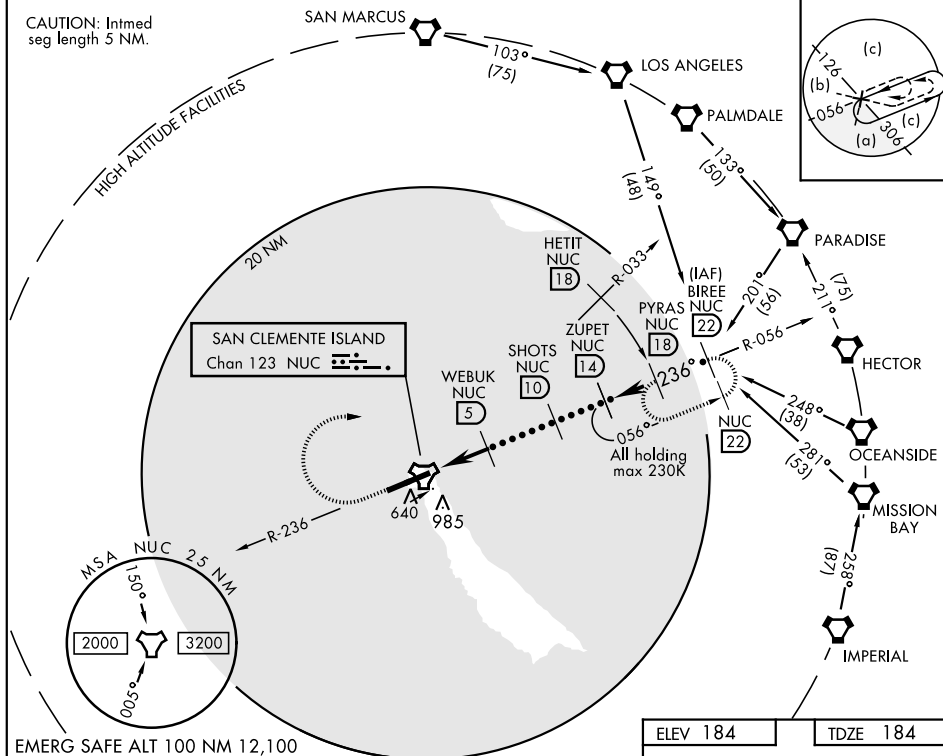 CAUTION: Intmed
seg length 5 NM.
SAN MARCUS
103°
(75)
LOS ANGELES
PALMDALE
HIGH ALTITUDE FACILITIES
149°
(48)
133°
(50)
126
(c)
(b)
056
(c)
(a)
306
20 NM
PARADISE
HETIT
NUC
18
R-033
(IAF)
BIREE
NUC
22
201°
(56)
211°
(75)
PYRAS
NUC
18
R-056
ZUPET
NUC
14
SAN CLEMENTE ISLAND
Chan 123 NUC
SHOTS
NUC
10
236°
HECTOR
WEBUK
NUC
5
NUC
22
248°
(38)
056°
All holding
max 230K
OCEANSIDE
281°
(53)
MISSION
BAY
640
985
R-236
258°
(87)
MSA NUC 25 NM
150°
2000
3200
005°
IMPERIAL
EMERG SAFE ALT 100 NM 12,100
ELEV 184
TDZE 184